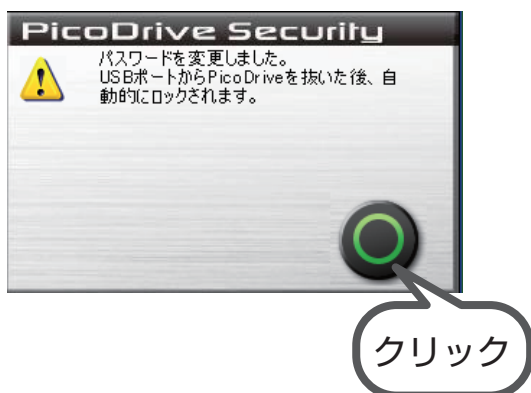 PicoDrive Security
パスワードを変更しました。
USBポートからPicoDriveを抜いた後、自
動的にロックされます。
クリック